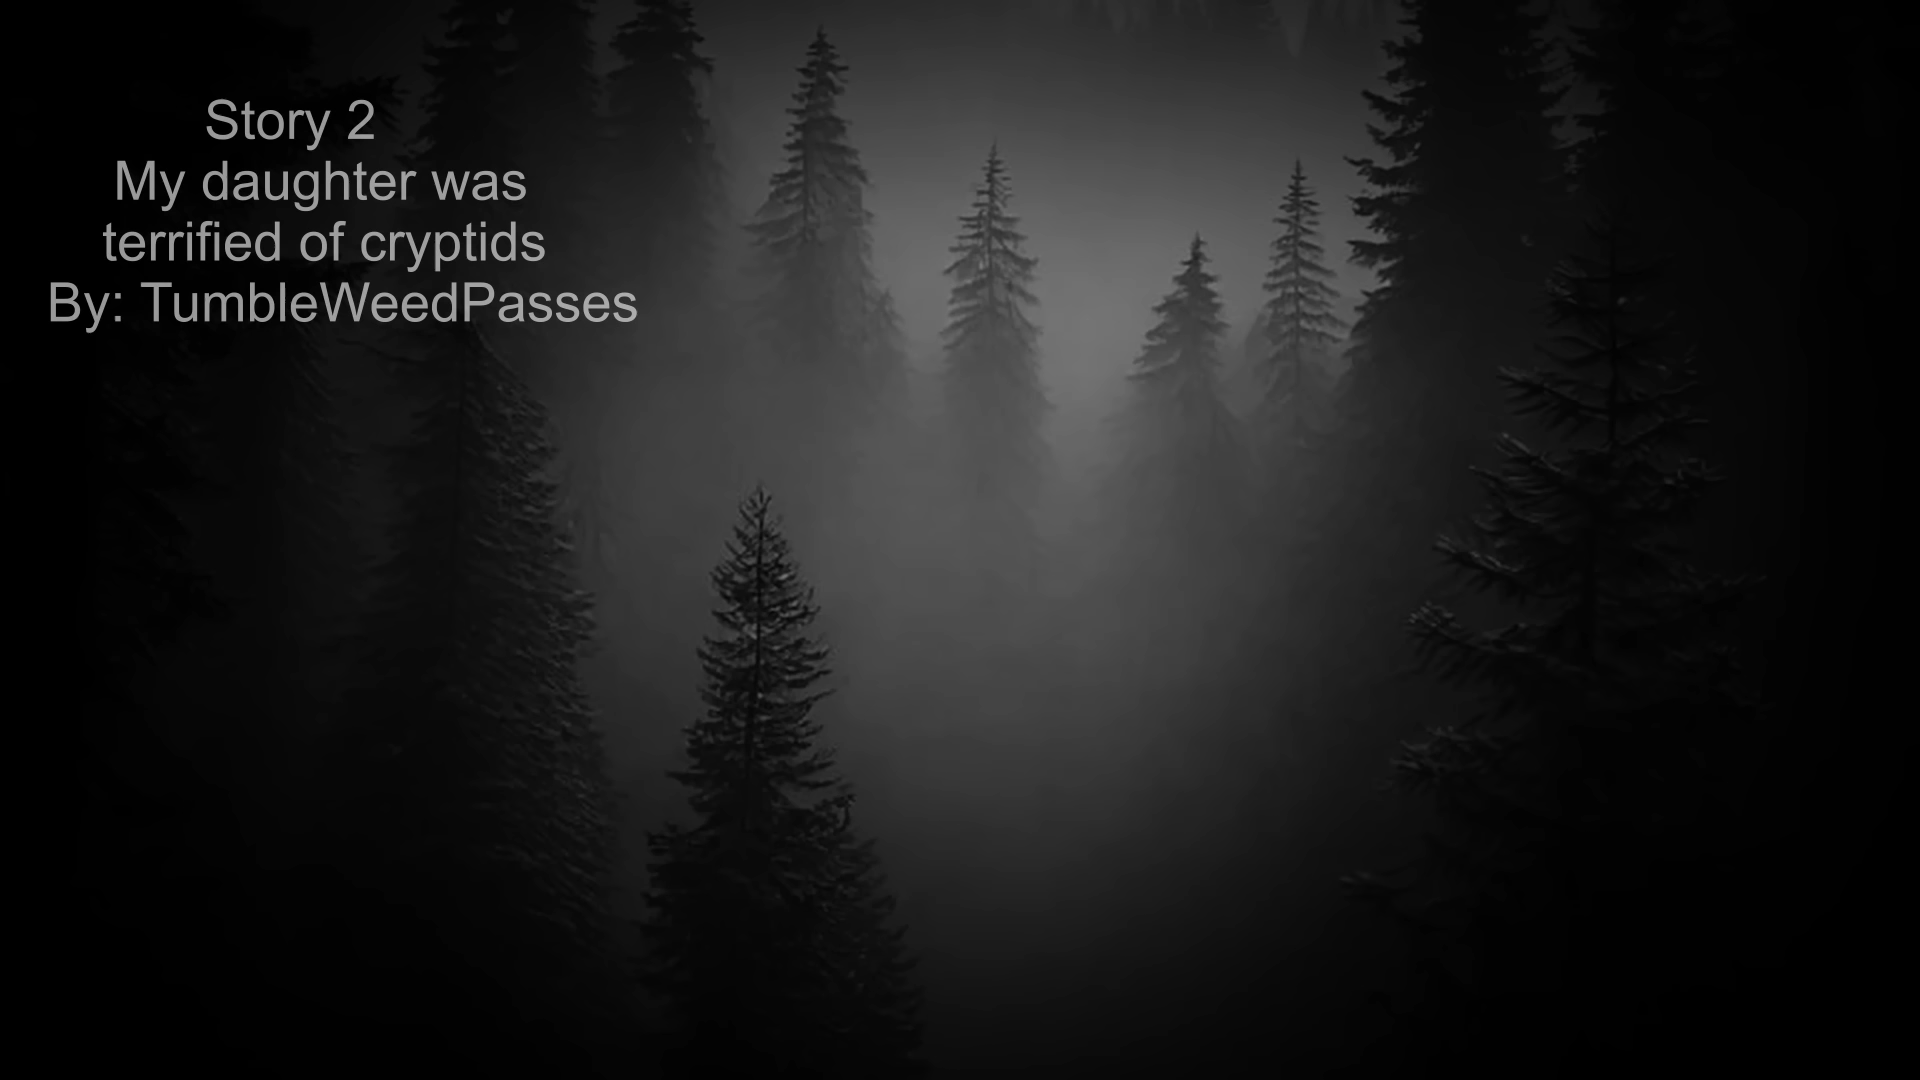 Story 2
My daughter was
terrified of cryptids
By: TumbleWeedPasses